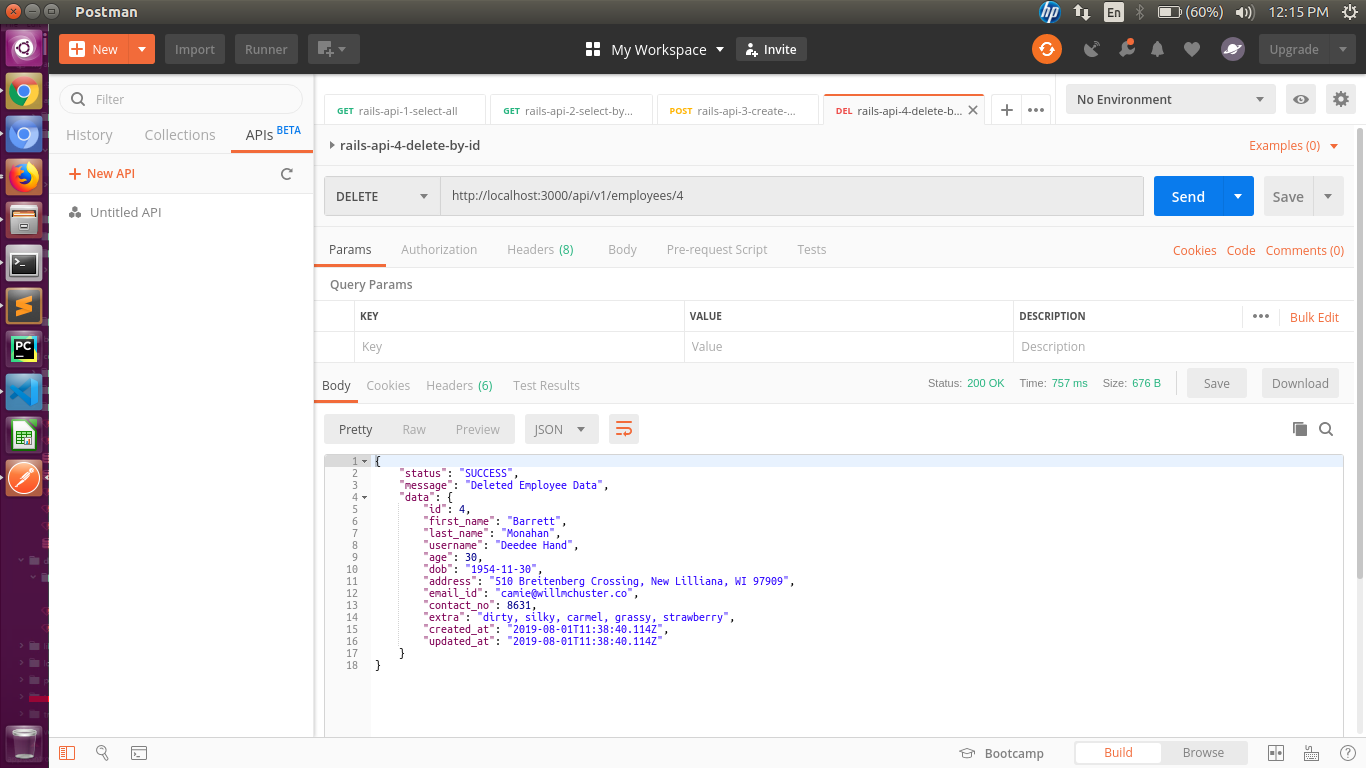 Postman
En
(60%)
12:15 PM
New
Import
Runner
My Workspace
Invite
Upgrade
Filter
History
Collections
APIs BETA
New API
Untitled API
GET rails-api-1-select-all
GET rails-api-2-select-by...
POST rails-api-3-create-...
DEL rails-api-4-delete-b...
No Environment
rails-api-4-delete-by-id
Examples (0)
DELETE
http://localhost:3000/api/v1/employees/4
Send
Save
Params
Authorization
Headers (8)
Body
Pre-request Script
Tests
Cookies
Code
Comments (0)
Query Params
KEY
VALUE
DESCRIPTION
Bulk Edit
Key
Value
Description
Body
Cookies
Headers (6)
Test Results
Status: 200 OK
Time: 757 ms
Size: 676 B
Save
Download
Pretty
Raw
Preview
JSON
1 {
2 "status": "SUCCESS",
3 "message": "Deleted Employee Data",
4 "data": {
5 "id": 4,
6 "first_name": "Barrett",
7 "last_name": "Monahan",
8 "username": "Deedee Hand",
9 "age": 30,
10 "dob": "1954-11-30",
11 "address": "510 Breitenberg Crossing, New Lilliana, WI 97909",
12 "email_id": "camie@willmchuster.co",
13 "contact_no": 8631,
14 "extra": "dirty, silky, carmel, grassy, strawberry",
15 "created_at": "2019-08-01T11:38:40.114Z",
16 "updated_at": "2019-08-01T11:38:40.114Z"
17 }
18 }
Bootcamp
Build
Browse
hp
PC